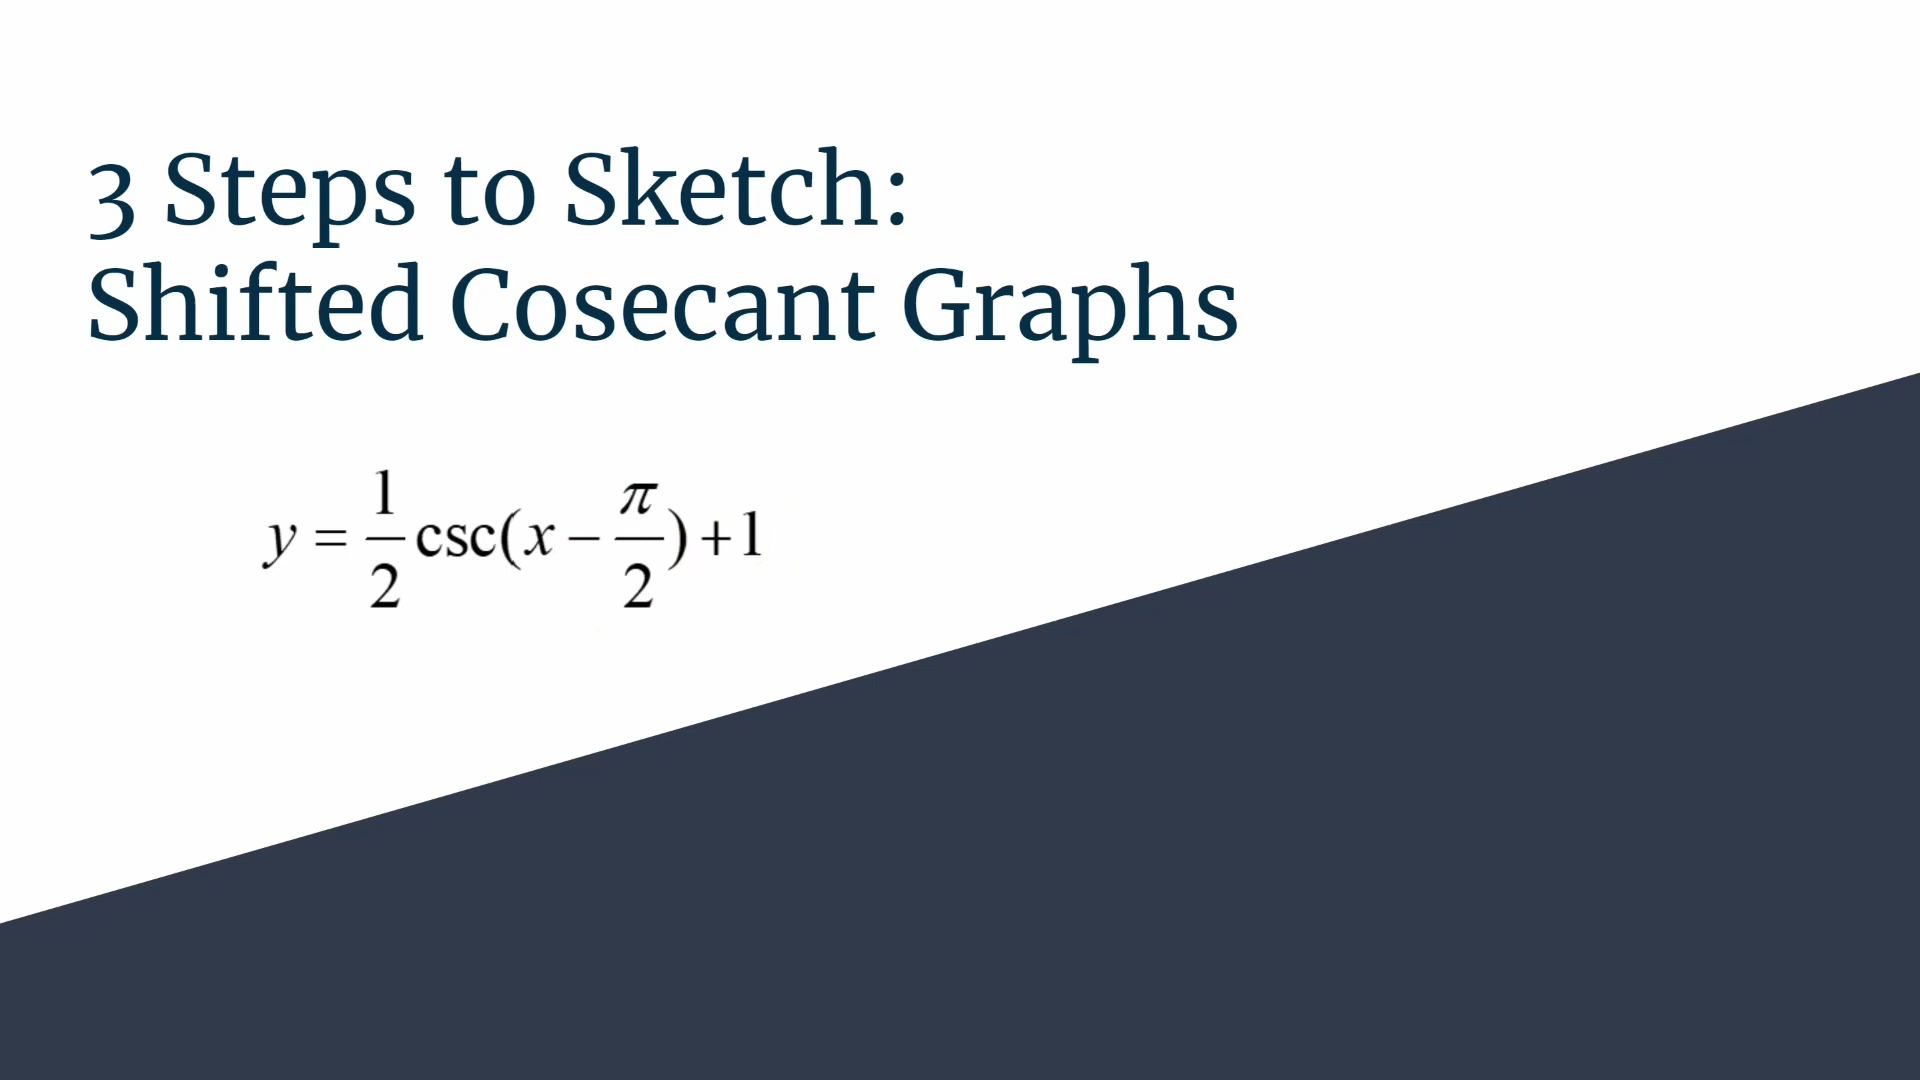 3 Steps to Sketch:
Shifted Cosecant Graphs
y = 1/2 csc(x − π/2) + 1